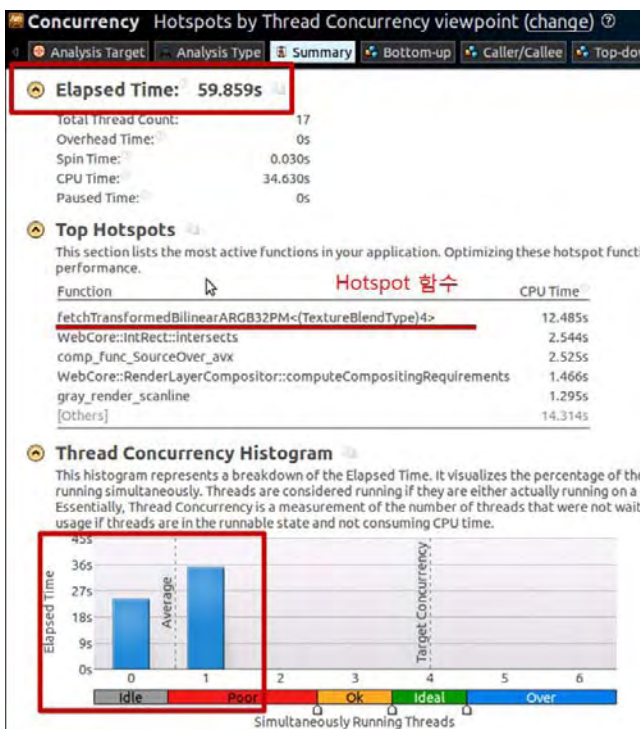 Concurrency Hotspots by Thread Concurrency viewpoint (change)
Analysis Target Analysis Type Summary Bottom-up Caller/Callee Top-do
Elapsed Time: 59.859s
Total Thread Count: 17
Overhead Time: 0s
Spin Time: 0.030s
CPU Time: 34.630s
Paused Time: 0s
Top Hotspots
This section lists the most active functions in your application. Optimizing these hotspot functi
performance.
Hotspot 함수
Function CPU Time
fetchTransformedBilinearARGB32PM<(TextureBlendType)4> 12.485s
WebCore::IntRect::intersects 2.544s
comp_func_SourceOver_avx 2.525s
WebCore::RenderLayerCompositor::computeCompositingRequirements 1.466s
gray_render_scanline 1.295s
[Others] 14.314s
Thread Concurrency Histogram
This histogram represents a breakdown of the Elapsed Time. It visualizes the percentage of the
running simultaneously. Threads are considered running if they are either actually running on a
Essentially, Thread Concurrency is a measurement of the number of threads that were not wait
usage if threads are in the runnable state and not consuming CPU time.
Elapsed Time
45s
36s
27s
18s
9s
0s
Average
Target Concurrency
0 1 2 3 4 5 6
Idle Poor Ok Ideal Over
Simultaneously Running Threads